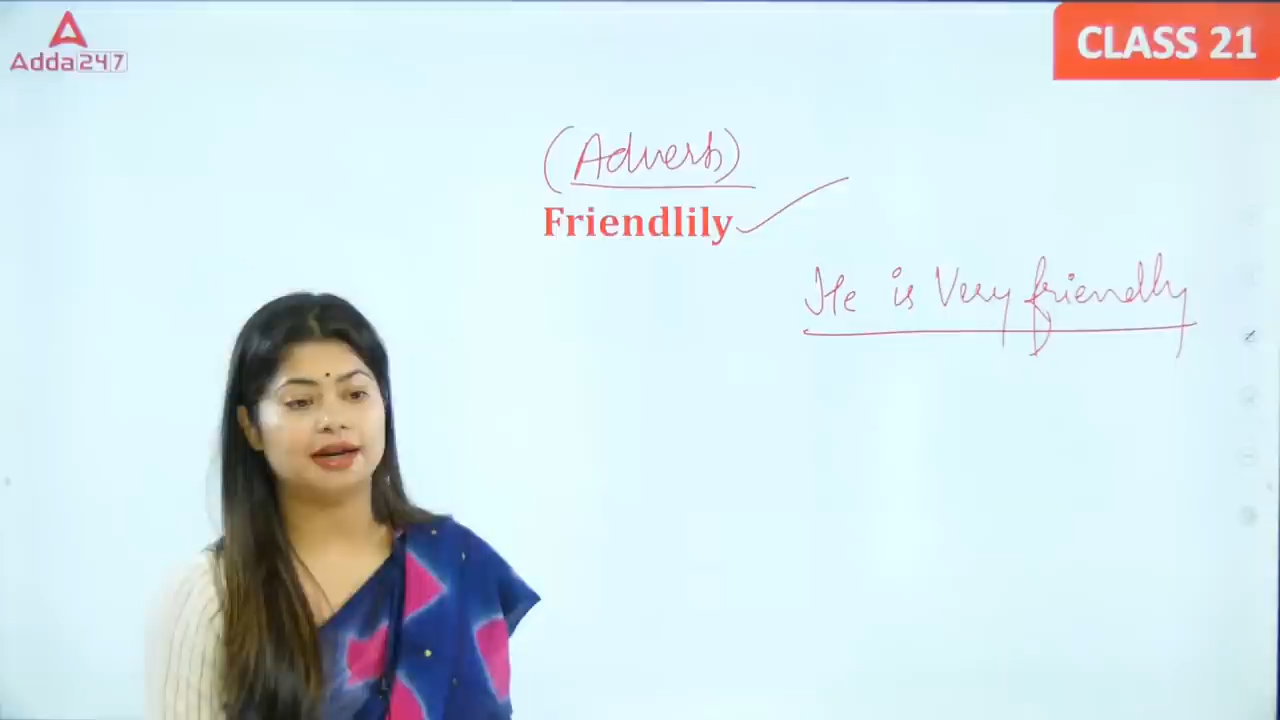 Adda247
CLASS 21
(Adverb)
Friendlily
He is Very friendly